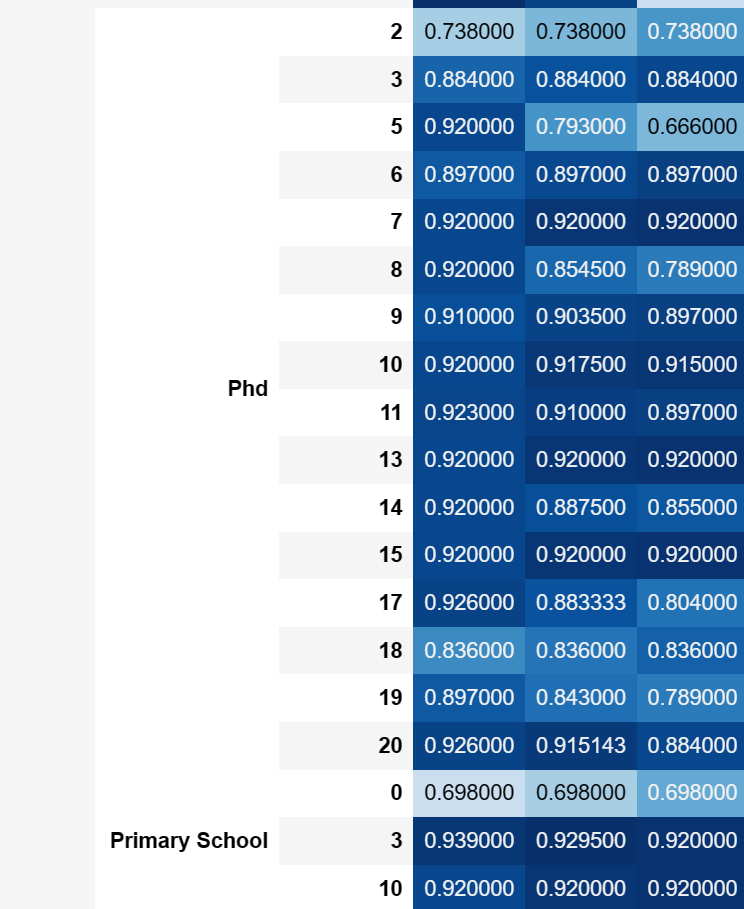 2 0.738000 0.738000 0.738000
3 0.884000 0.884000 0.884000
5 0.920000 0.793000 0.666000
6 0.897000 0.897000 0.897000
7 0.920000 0.920000 0.920000
8 0.920000 0.854500 0.789000
9 0.910000 0.903500 0.897000
10 0.920000 0.917500 0.915000
Phd
11 0.923000 0.910000 0.897000
13 0.920000 0.920000 0.920000
14 0.920000 0.887500 0.855000
15 0.920000 0.920000 0.920000
17 0.926000 0.883333 0.804000
18 0.836000 0.836000 0.836000
19 0.897000 0.843000 0.789000
20 0.926000 0.915143 0.884000
0 0.698000 0.698000 0.698000
Primary School 3 0.939000 0.929500 0.920000
10 0.920000 0.920000 0.920000